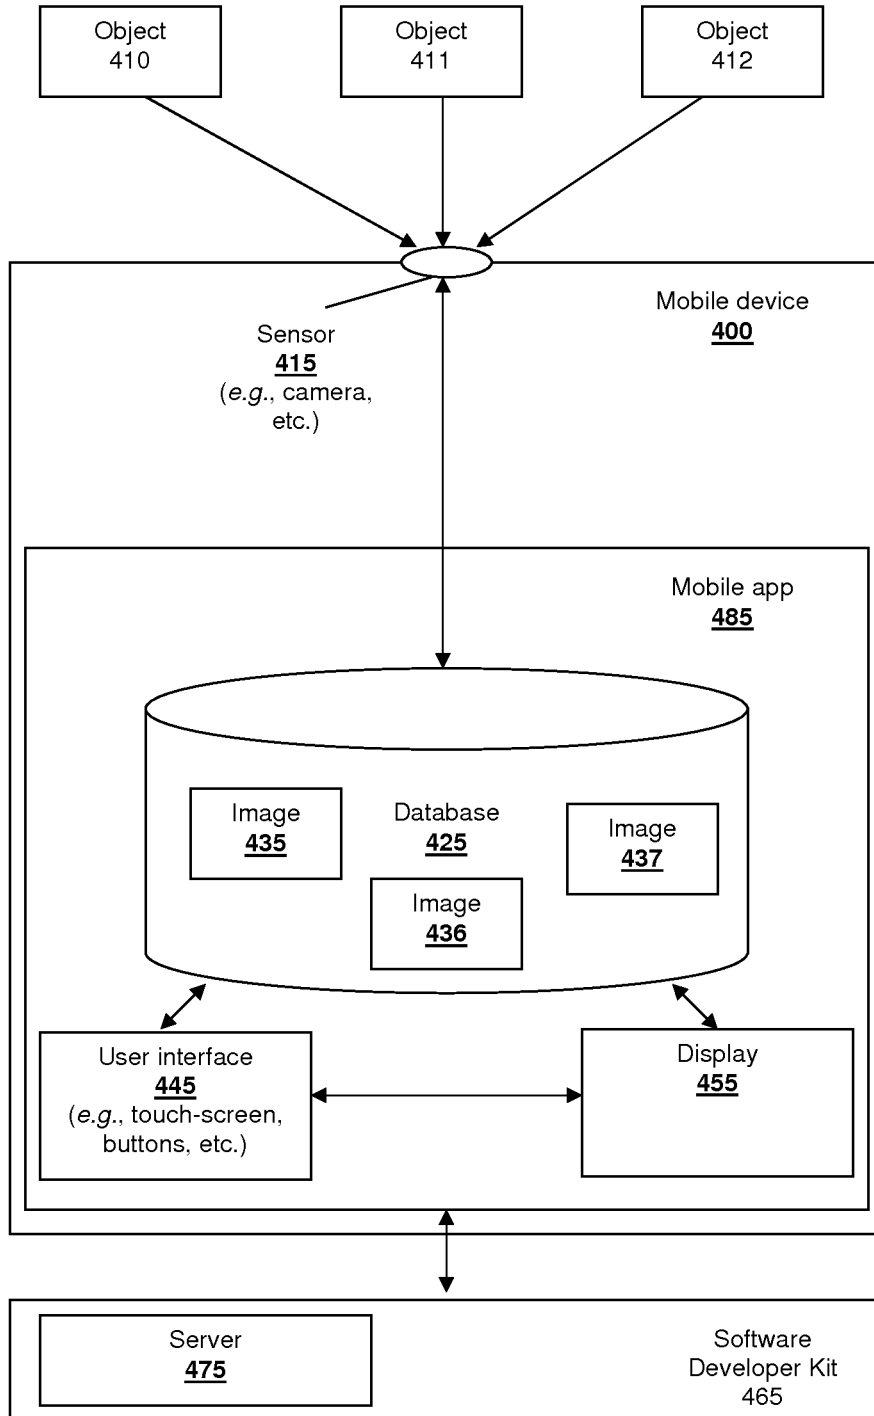 Object
410
Object
411
Object
412
Mobile device
400
Sensor
415
(e.g., camera,
etc.)
Mobile app
485
Image
435
Database
425
Image
437
Image
436
User interface
445
(e.g., touch-screen,
buttons, etc.)
Display
455
Server
475
Software
Developer Kit
465